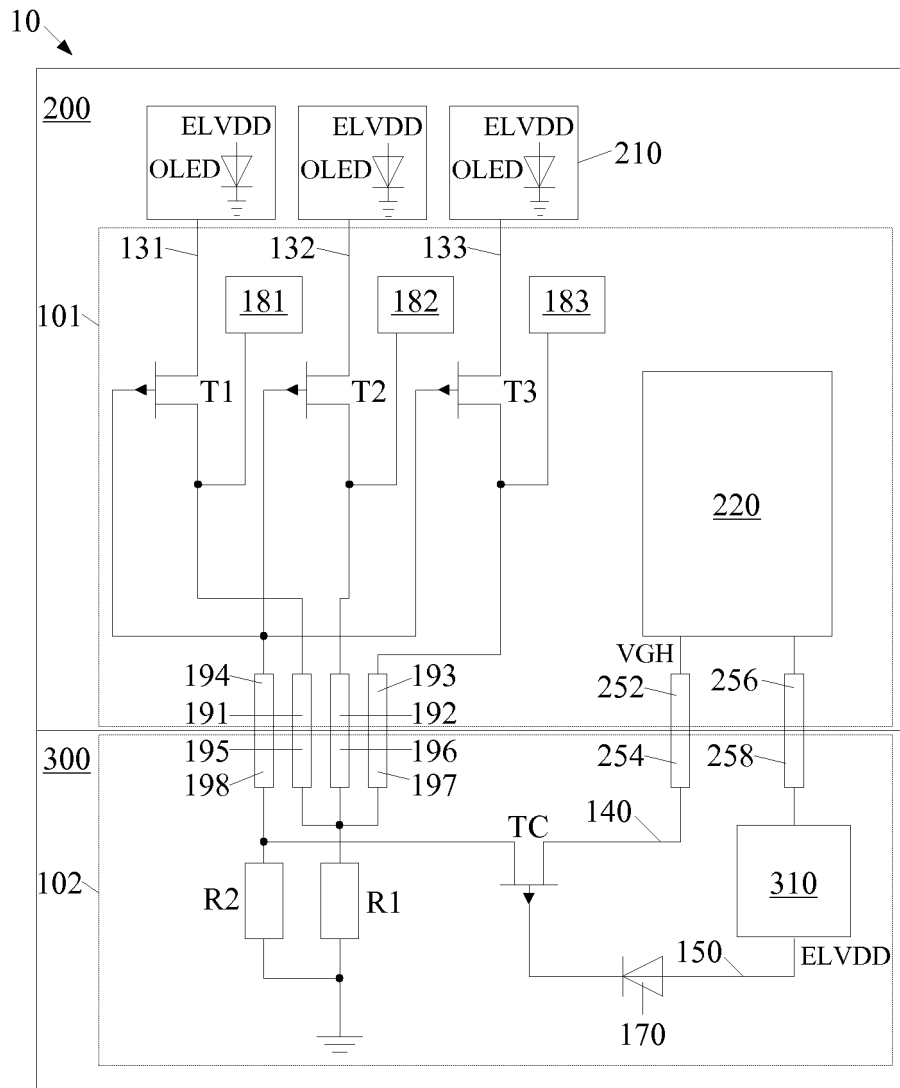 10
200
ELVDD ELVDD ELVDD
OLED OLED OLED 210
131 132 133
101 181 182 183
T1 T2 T3
220
VGH
194 193 252 256
191 192
300 195 196 254 258
198 197
TC 140
102 R2 R1 310
150 ELVDD
170